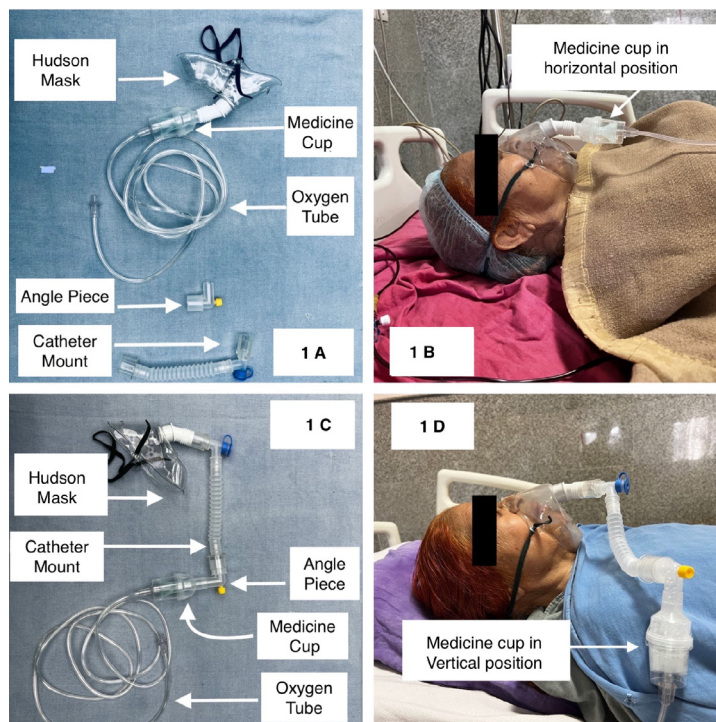 Hudson
Mask
Medicine
Cup
Oxygen
Tube
Angle Piece
Catheter
Mount
1 A
Medicine cup in
horizontal position
1 B
1 C
Hudson
Mask
Catheter
Mount
Angle
Piece
Medicine
Cup
Oxygen
Tube
1 D
Medicine cup in
Vertical position